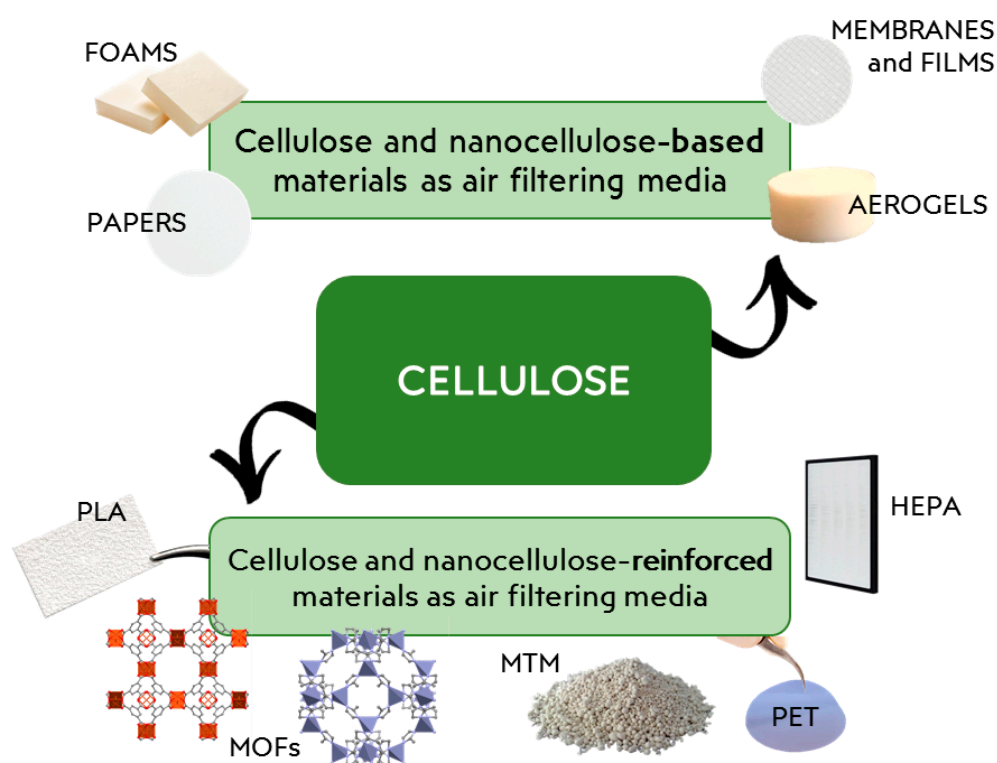 FOAMS
MEMBRANES
and FILMS
Cellulose and nanocellulose-based
materials as air filtering media
PAPERS
AEROGELS
CELLULOSE
PLA
HEPA
Cellulose and nanocellulose-reinforced
materials as air filtering media
MTM
PET
MOFs